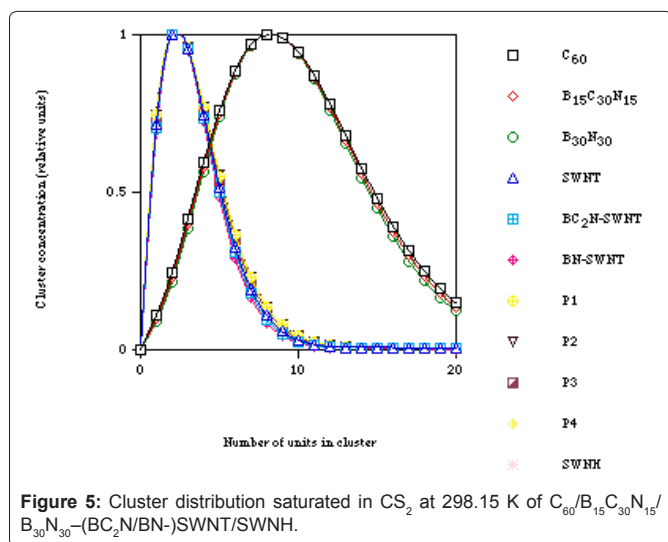 1
0.5
0
Cluster concentration (relative units)
0
10
20
Number of units in cluster
C₆₀
B₁₅C₃₀N₁₅
B₃₀N₃₀
SWNT
BC₂N-SWNT
BN-SWNT
P1
P2
P3
P4
SWNH
Figure 5: Cluster distribution saturated in CS₂ at 298.15 K of C₆₀/B₁₅C₃₀N₁₅/
B₃₀N₃₀–(BC₂N/BN-)SWNT/SWNH.